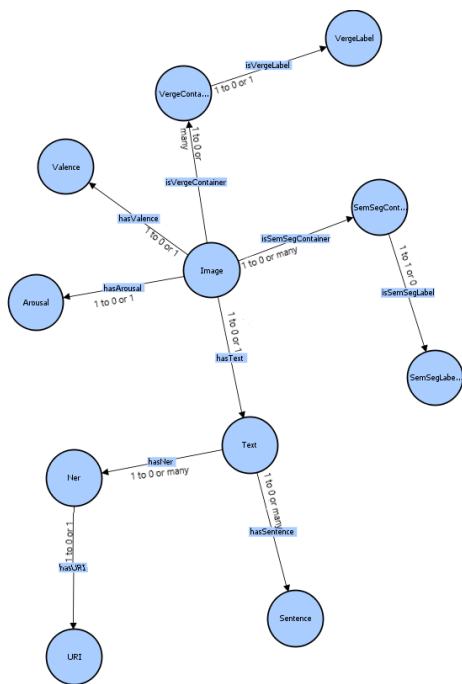 VergeLabel
isVergeLabel
1 to 0 or 1
VergeConta...
1 to 0 or
many
isVergeContainer
Valence
hasValence
1 to 0 or 1
SemSegCont...
isSemSegContainer
1 to 0 or many
Image
hasArousal
1 to 0 or 1
Arousal
1 to 1 or 0
isSemSegLabel
SemSegLabe...
1 to 0 or 1
hasText
Text
hasNer
1 to 0 or many
Ner
1 to 0 or many
hasSentence
1 to 0 or 1
hasURI
Sentence
URI